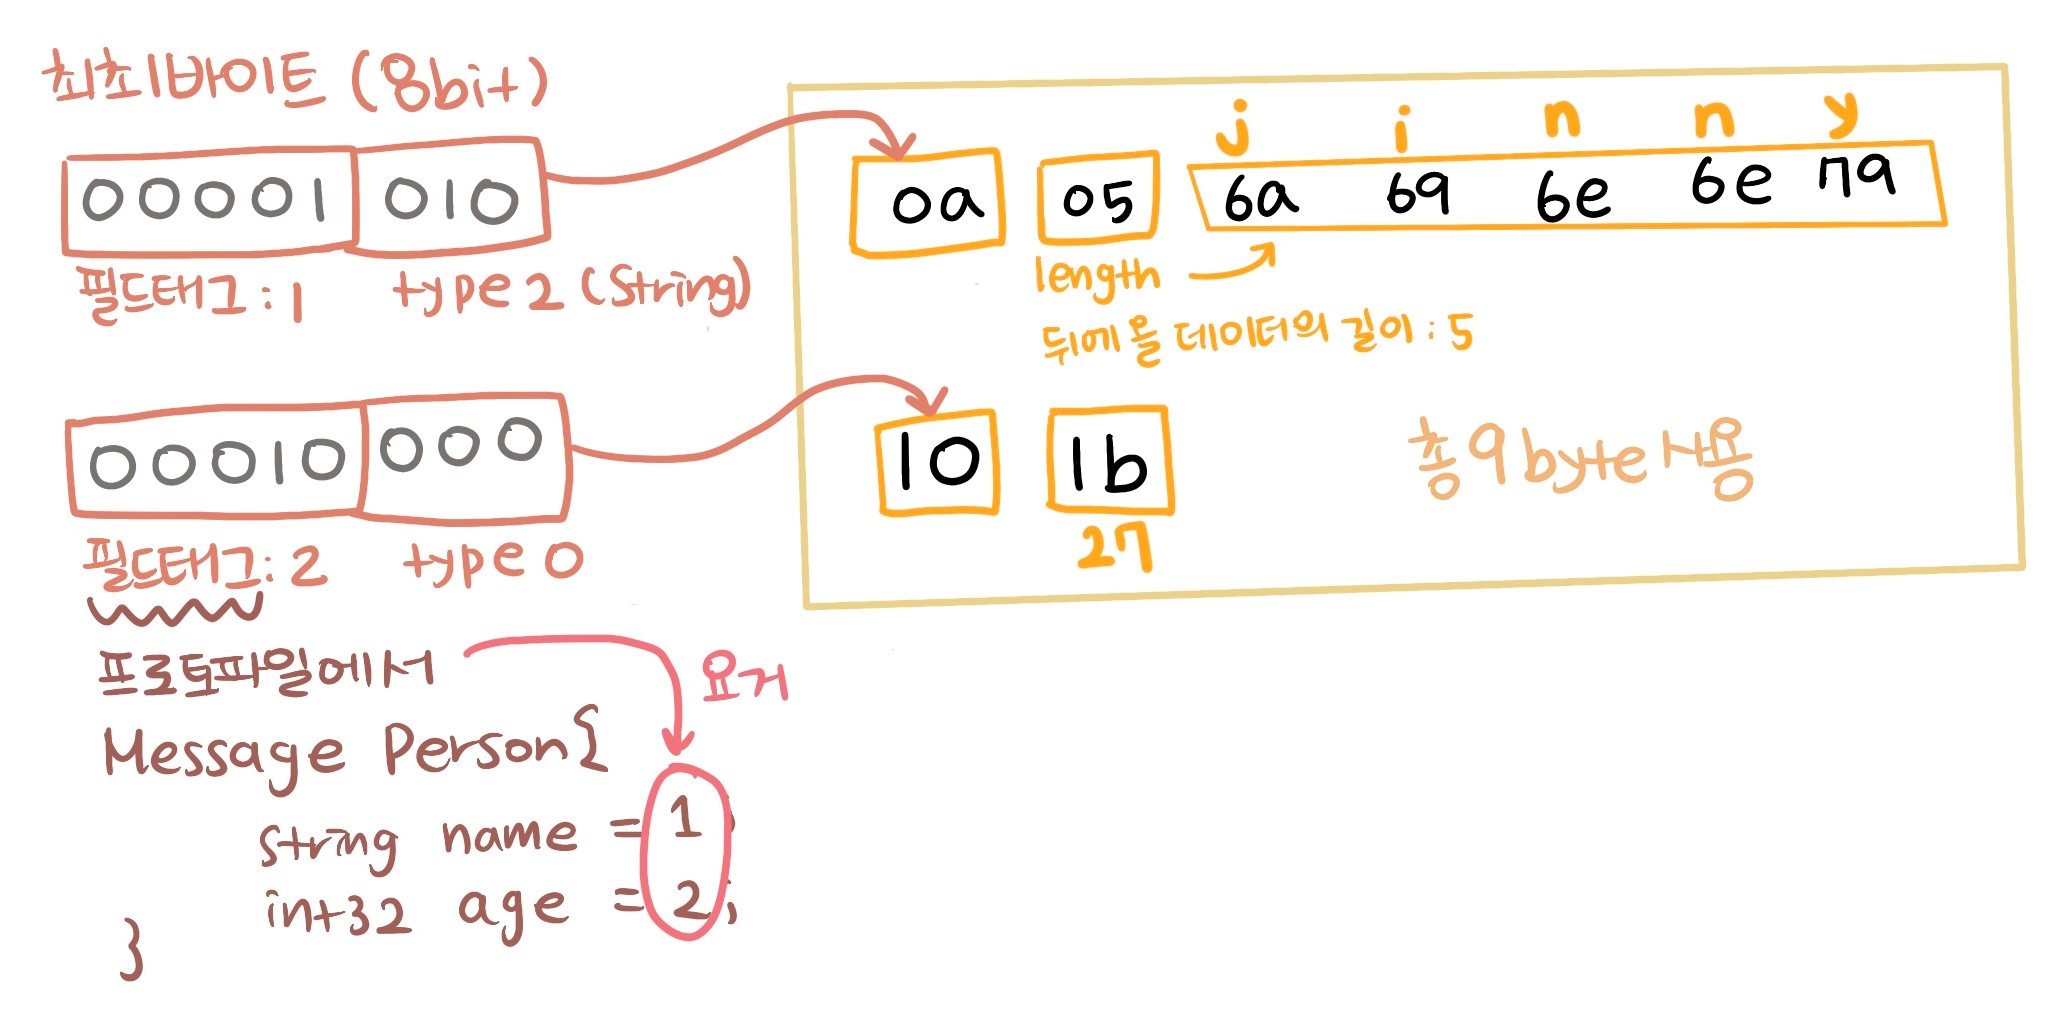 최초1바이트 (8bit)
00001 010
필드태그 : 1 type 2 (String)
j i n n y
0a 05 6a 69 6e 6e 79
length
뒤에 올 데이터의 길이 : 5
00010 000
필드태그 : 2 type 0
10 1b
27
총 9byte 사용
프로토파일에서
요거
Message Person{
string name = 1;
int32 age = 2;
}